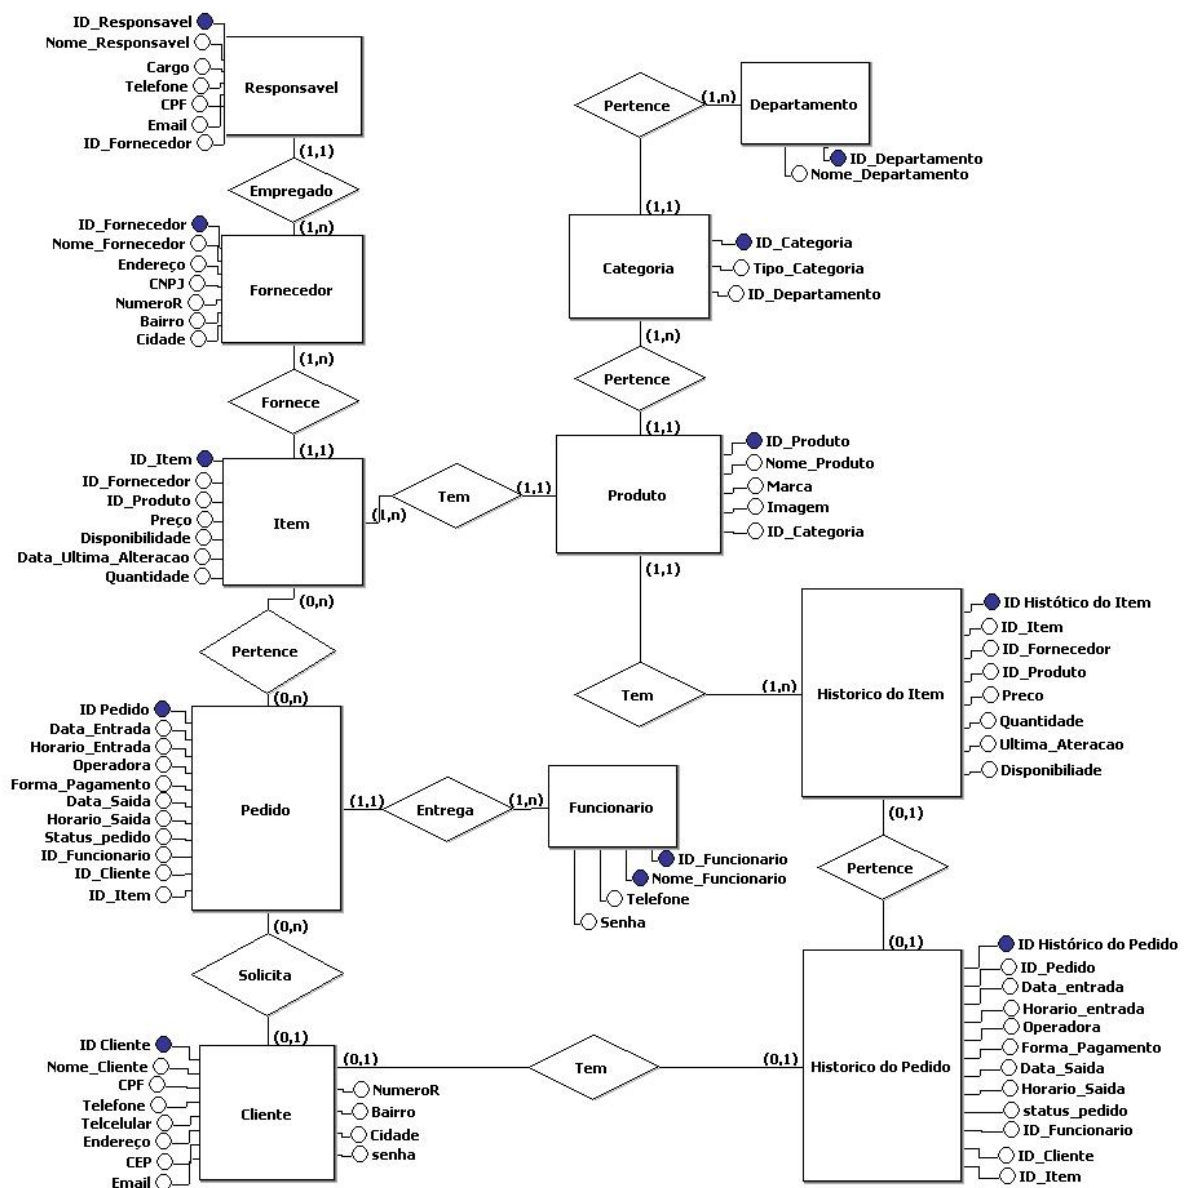 ID_Responsavel
Nome_Responsavel
Cargo
Telefone
CPF
Email
ID_Fornecedor
Responsavel
(1,1)
Empregado
(1,n)
ID_Fornecedor
Nome_Fornecedor
Endereço
CNPJ
NumeroR
Bairro
Cidade
Fornecedor
(1,n)
Fornece
(1,1)
ID_Item
ID_Fornecedor
ID_Produto
Preço
Disponibilidade
Data_Ultima_Alteracao
Quantidade
Item
(1,n)
Tem
(1,1)
Pertence
(1,n)
Departamento
ID_Departamento
Nome_Departamento
(1,1)
Categoria
ID_Categoria
Tipo_Categoria
ID_Departamento
(1,n)
Pertence
(1,1)
Produto
ID_Produto
Nome_Produto
Marca
Imagem
ID_Categoria
(1,1)
Tem
(1,n)
Historico do Item
ID Histótico do Item
ID_Item
ID_Fornecedor
ID_Produto
Preco
Quantidade
Ultima_Ateracao
Disponibiliade
(0,1)
Pertence
(0,1)
(0,n)
Pertence
(0,n)
ID Pedido
Data_Entrada
Horario_Entrada
Operadora
Forma_Pagamento
Data_Saida
Horario_Saida
Status_pedido
ID_Funcionario
ID_Cliente
ID_Item
Pedido
(1,1)
Entrega
(1,n)
Funcionario
ID_Funcionario
Nome_Funcionario
Telefone
Senha
(0,n)
Solicita
(0,1)
ID Cliente
Nome_Cliente
CPF
Telefone
Telcelular
Endereço
CEP
Email
Cliente
NumeroR
Bairro
Cidade
senha
(0,1)
Tem
(0,1)
Historico do Pedido
ID Histórico do Pedido
ID_Pedido
Data_entrada
Horario_entrada
Operadora
Forma_Pagamento
Data_Saida
Horario_Saida
status_pedido
ID_Funcionario
ID_Cliente
ID_Item